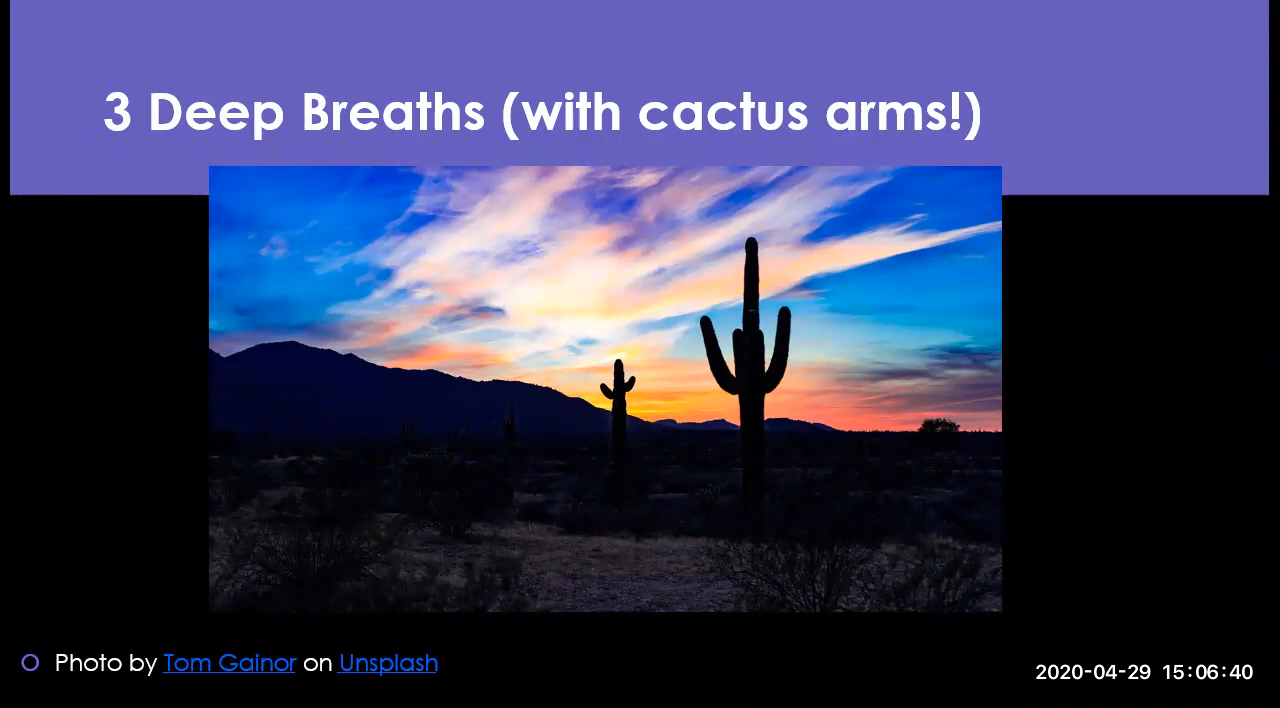 3 Deep Breaths (with cactus arms!)
Photo by Tom Gainor on Unsplash
2020-04-29 15:06:40